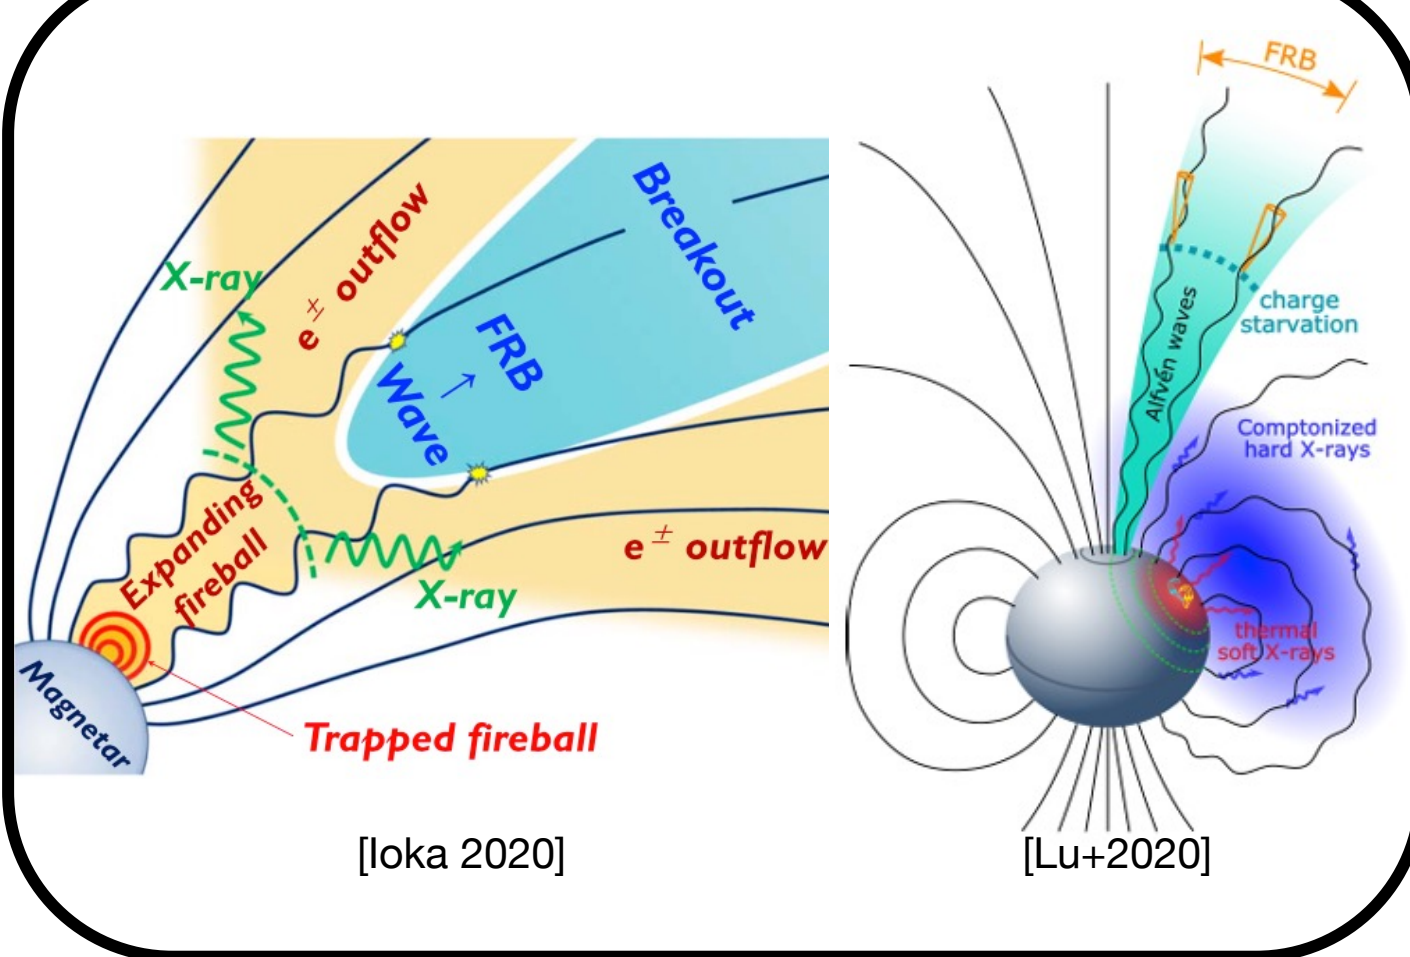 X-ray
e± outflow
Breakout
FRB
Wave →
Expanding
fireball
X-ray
e± outflow
Magnetar
Trapped fireball
[Ioka 2020]
FRB
charge
starvation
Alfvén waves
Comptonized
hard X-rays
thermal
soft X-rays
[Lu+2020]